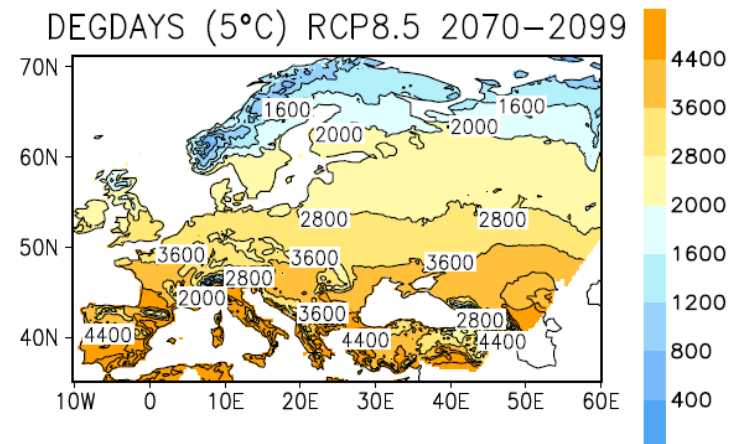 DEGDAYS (5°C) RCP8.5 2070−2099
70N
60N
50N
40N
10W 0 10E 20E 30E 40E 50E 60E
1600 1600
2000 2000
2800 2800
3600 3600 3600
2800
2000
3600 2800
4400 4400 4400
4400
3600
2800
2000
1600
1200
800
400